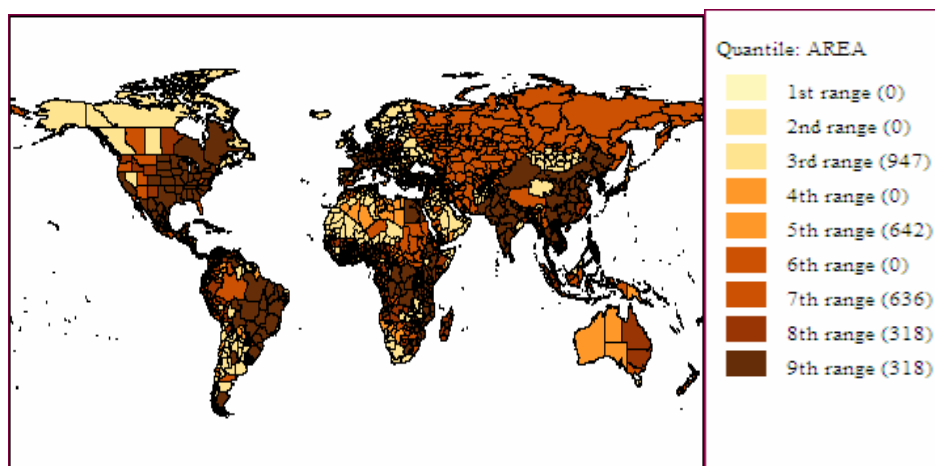 Quantile: AREA
1st range (0)
2nd range (0)
3rd range (947)
4th range (0)
5th range (642)
6th range (0)
7th range (636)
8th range (318)
9th range (318)